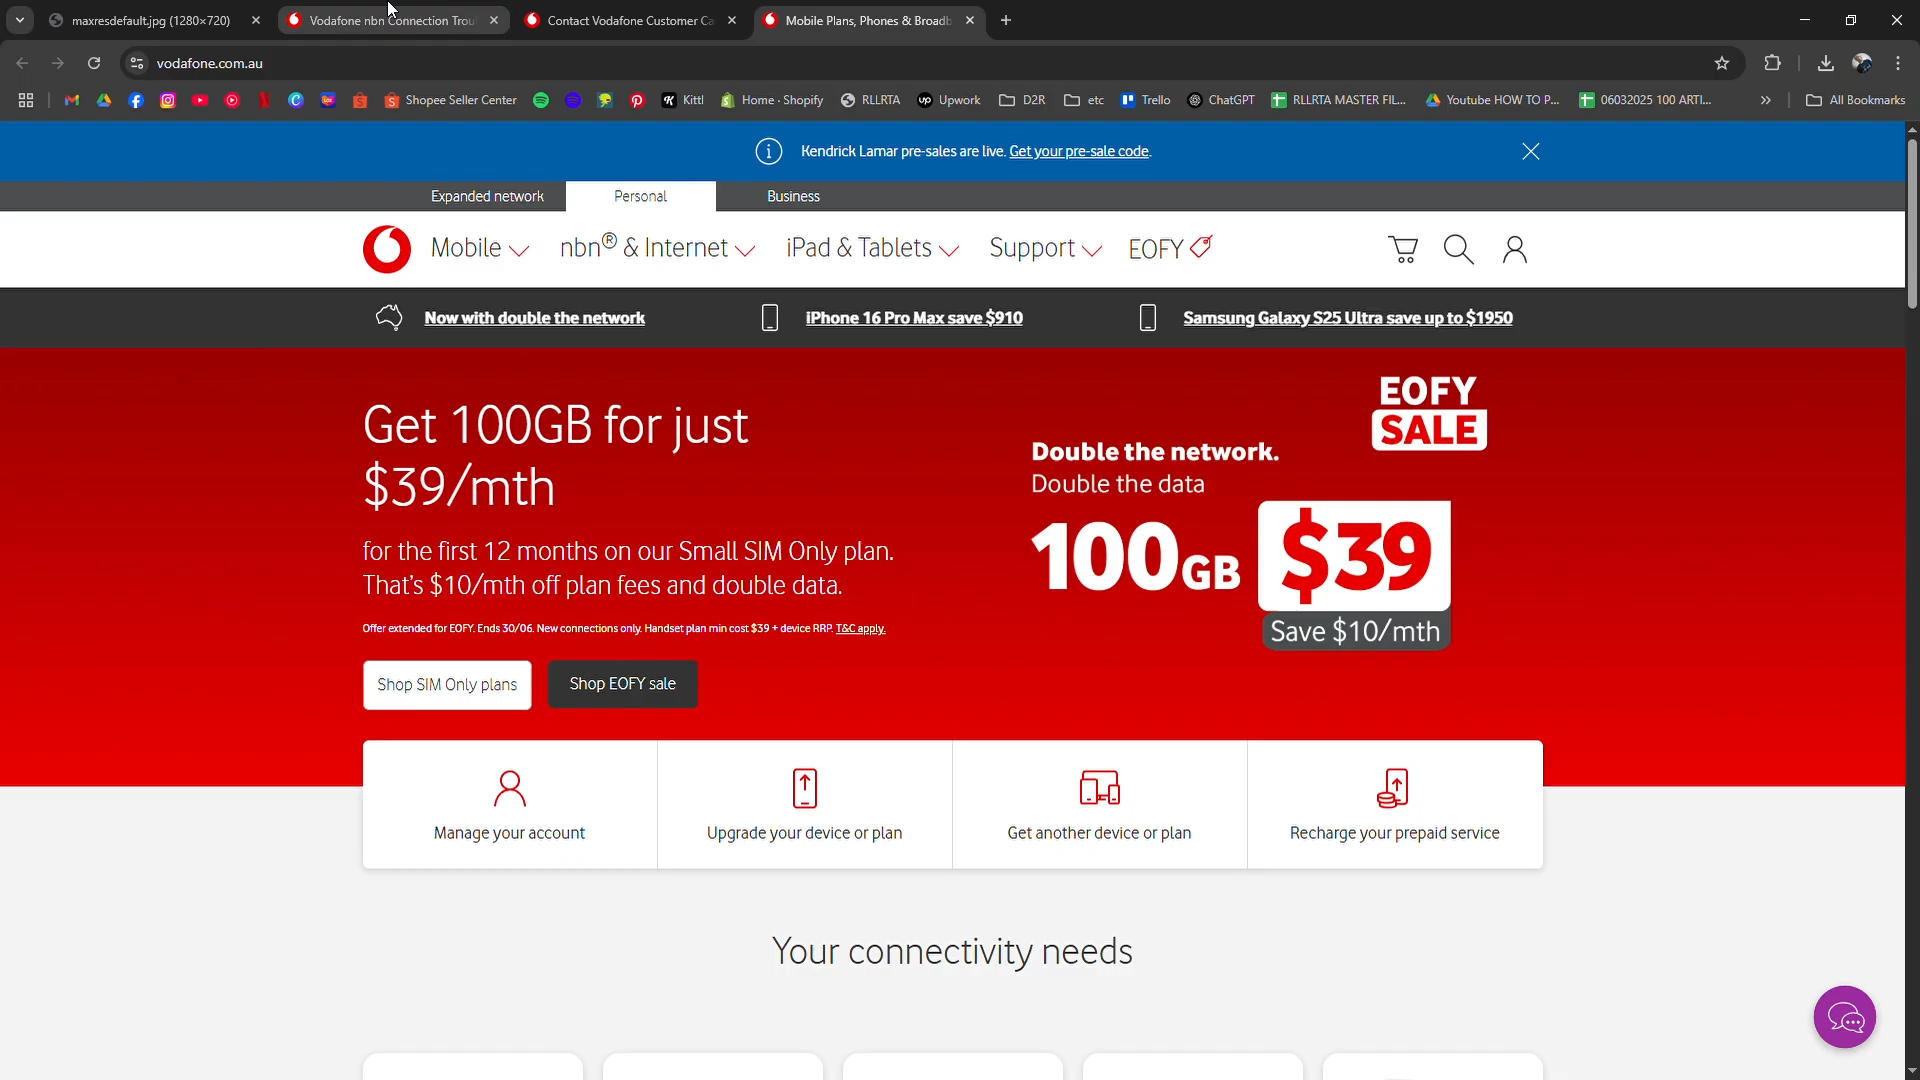 maxresdefault.jpg (1280×720)
Vodafone nbn Connection Trou
Contact Vodafone Customer Ca
Mobile Plans, Phones & Broadb
vodafone.com.au
Shopee Seller Center
Kittl
Home · Shopify
RLLRTA
Upwork
D2R
etc
Trello
ChatGPT
RLLRTA MASTER FIL...
Youtube HOW TO P...
06032025 100 ARTI...
All Bookmarks
Kendrick Lamar pre-sales are live. Get your pre-sale code.
Expanded network
Personal
Business
Mobile
nbn® & Internet
iPad & Tablets
Support
EOFY
Now with double the network
iPhone 16 Pro Max save $910
Samsung Galaxy S25 Ultra save up to $1950
Get 100GB for just
$39/mth
for the first 12 months on our Small SIM Only plan.
That's $10/mth off plan fees and double data.
Offer extended for EOFY. Ends 30/06. New connections only. Handset plan min cost $39 + device RRP. T&C apply.
Shop SIM Only plans
Shop EOFY sale
EOFY
SALE
Double the network.
Double the data
100GB
$39
Save $10/mth
Manage your account
Upgrade your device or plan
Get another device or plan
Recharge your prepaid service
Your connectivity needs